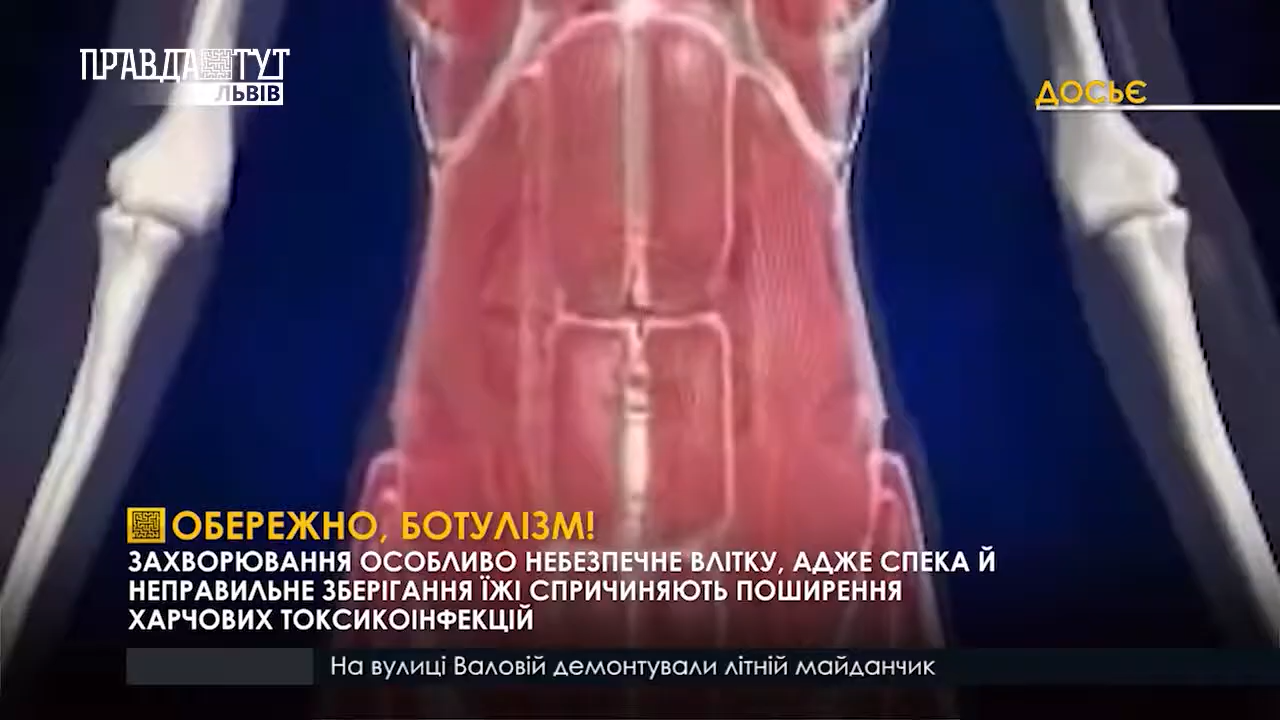 ПРАВДА ТУТ
ЛЬВІВ
ДОСЬЄ
ОБЕРЕЖНО, БОТУЛІЗМ!
ЗАХВОРЮВАННЯ ОСОБЛИВО НЕБЕЗПЕЧНЕ ВЛІТКУ, АДЖЕ СПЕКА Й
НЕПРАВИЛЬНЕ ЗБЕРІГАННЯ ЇЖІ СПРИЧИНЯЮТЬ ПОШИРЕННЯ
ХАРЧОВИХ ТОКСИКОІНФЕКЦІЙ
На вулиці Валовій демонтували літній майданчик